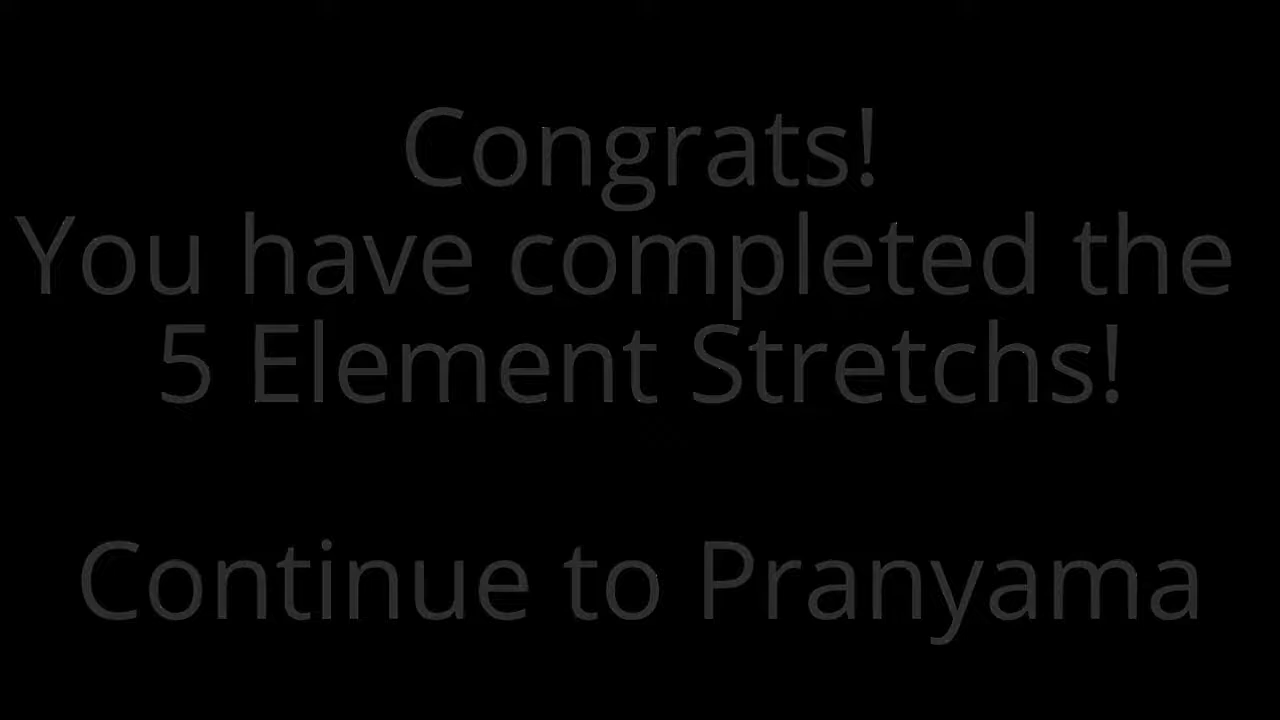 Congrats!
You have completed the
5 Element Stretchs!
Continue to Pranyama